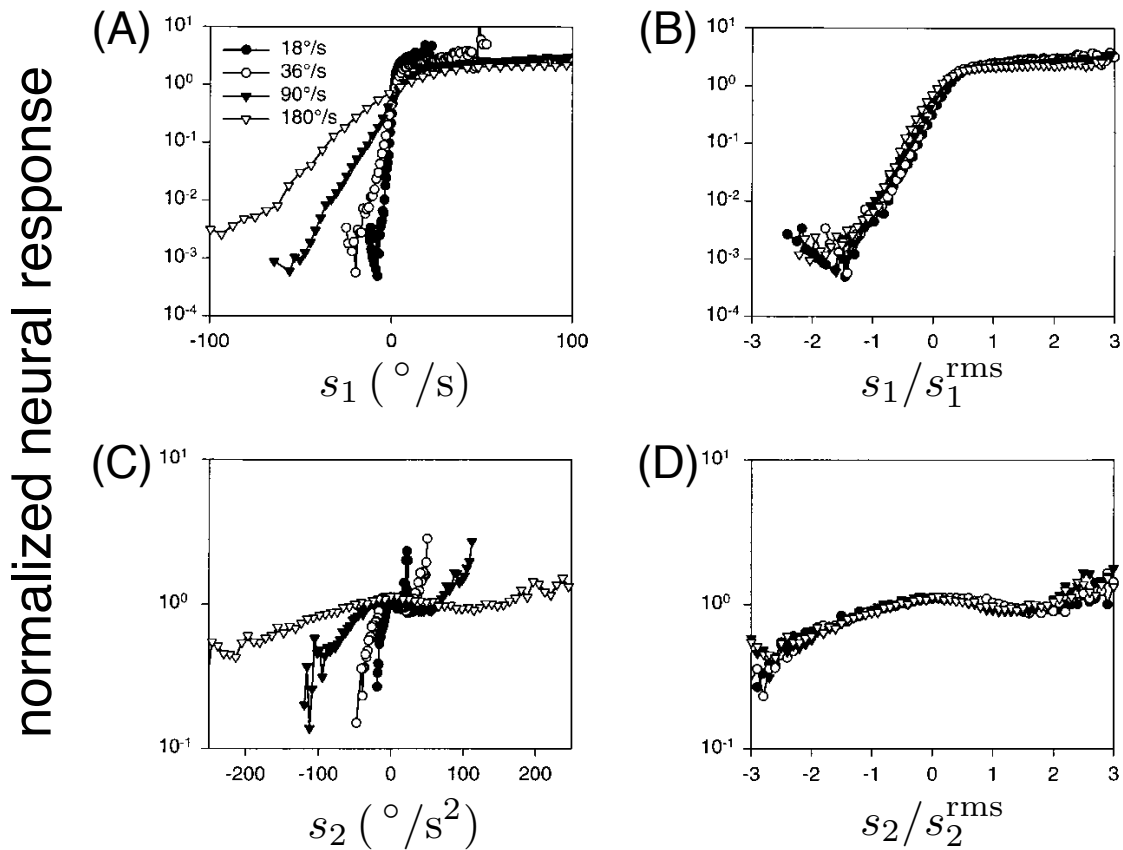 normalized neural response
(A)
10^1
10^0
10^-1
10^-2
10^-3
10^-4
18°/s
36°/s
90°/s
180°/s
-100 0 100
s_1 (°/s)
(B)
10^1
10^0
10^-1
10^-2
10^-3
10^-4
-3 -2 -1 0 1 2 3
s_1/s_1^rms
(C)
10^1
10^0
10^-1
-200 -100 0 100 200
s_2 (°/s^2)
(D)
10^1
10^0
10^-1
-3 -2 -1 0 1 2 3
s_2/s_2^rms